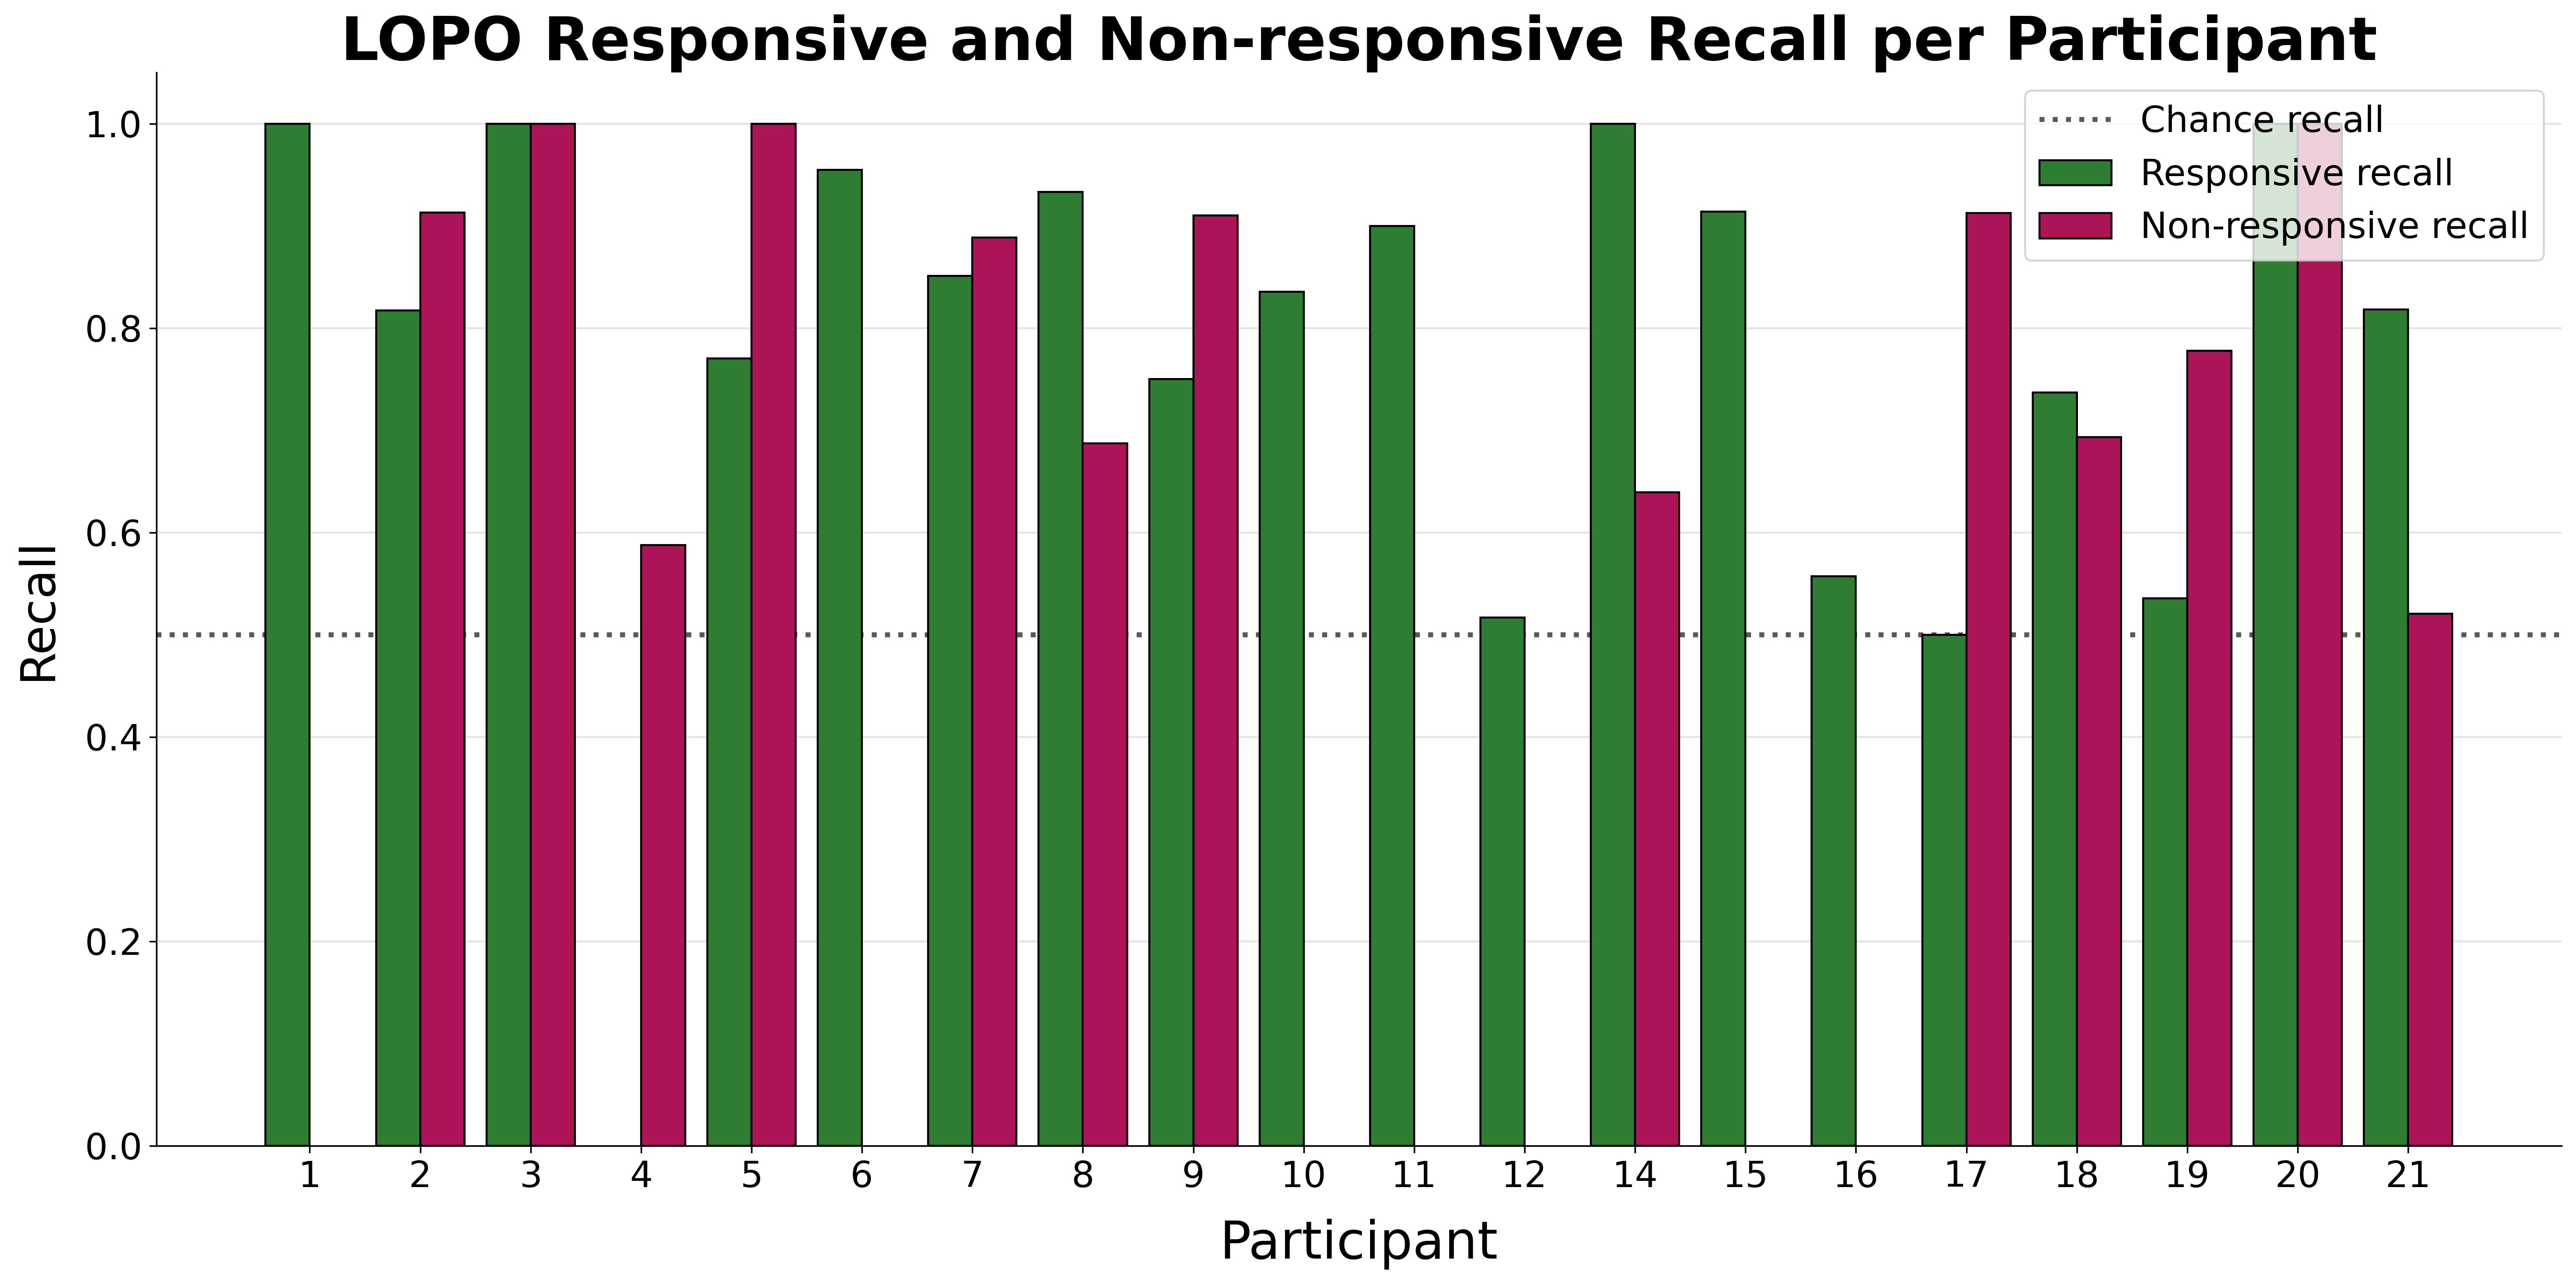 LOPO Responsive and Non-responsive Recall per Participant
Chance recall
Responsive recall
Non-responsive recall
Recall
1.0
0.8
0.6
0.4
0.2
0.0
1 2 3 4 5 6 7 8 9 10 11 12 14 15 16 17 18 19 20 21
Participant